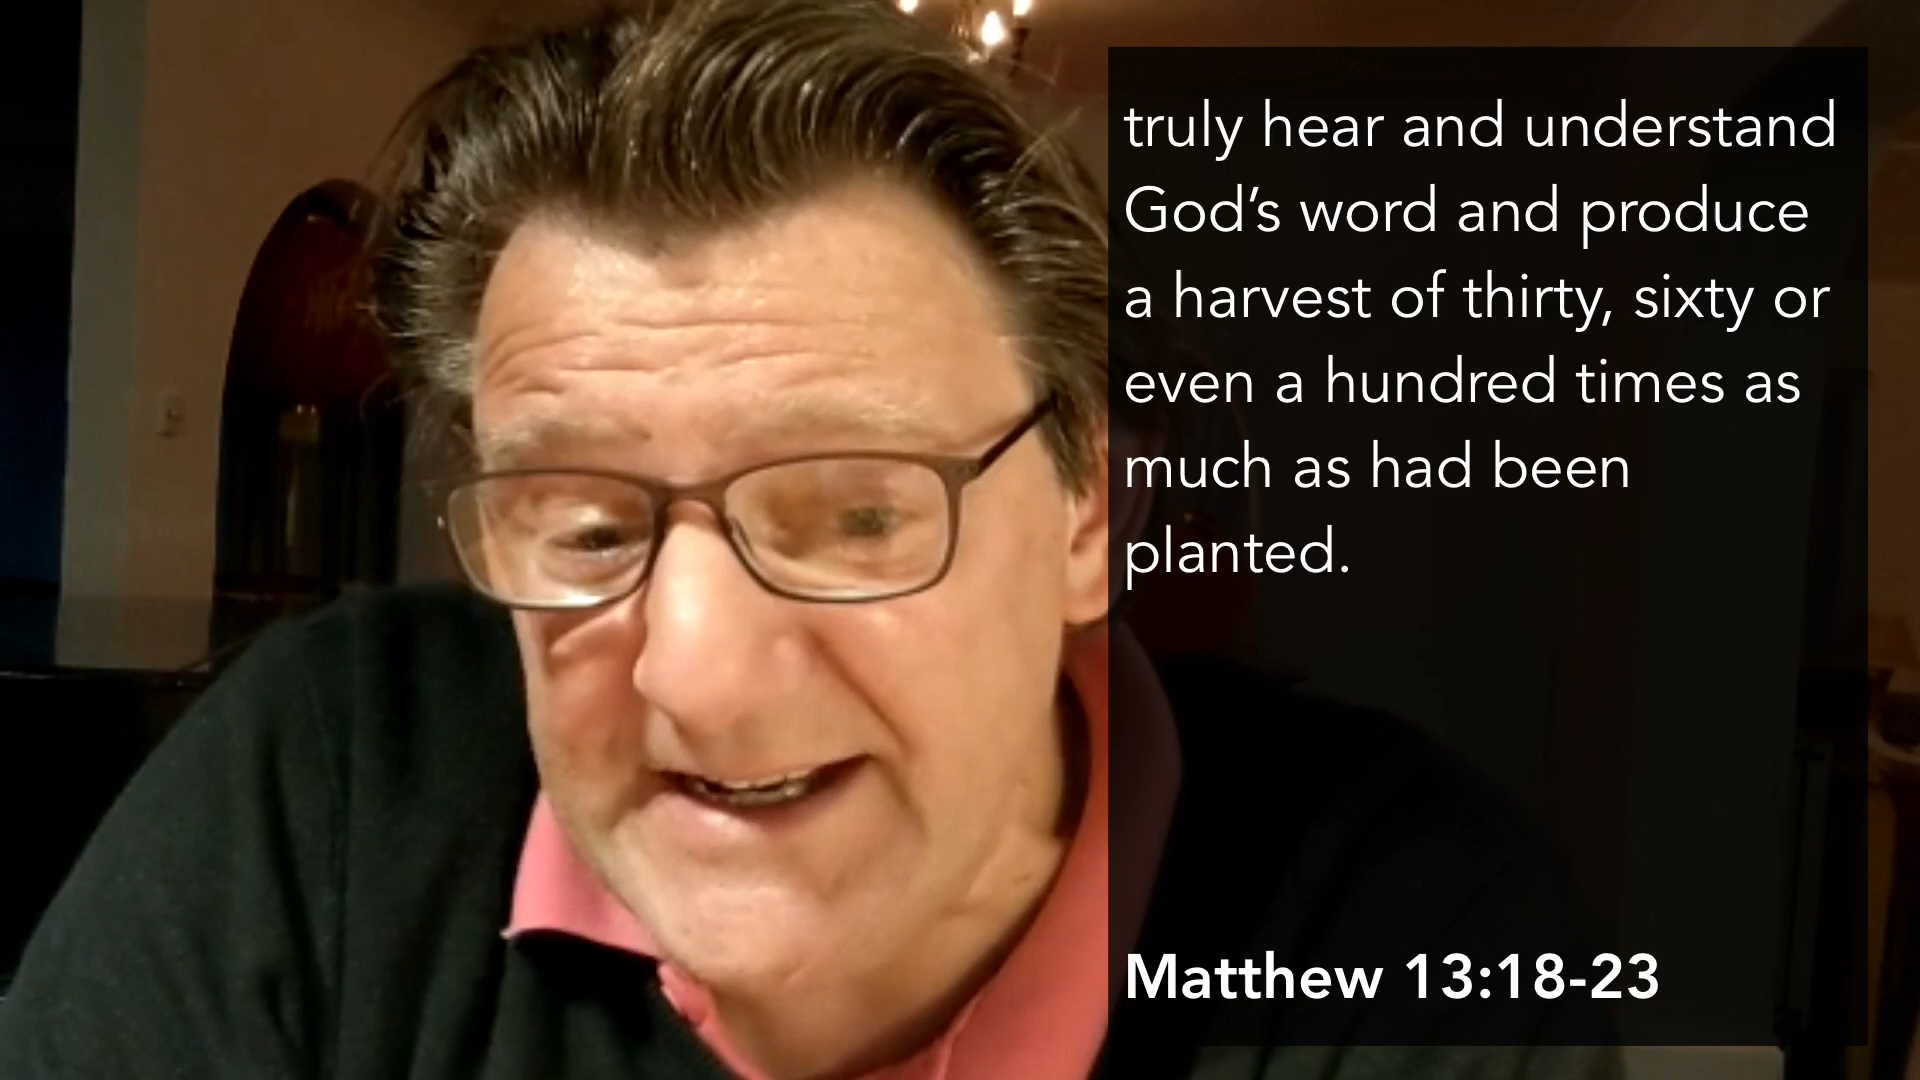 truly hear and understand
God’s word and produce
a harvest of thirty, sixty or
even a hundred times as
much as had been
planted.
Matthew 13:18-23